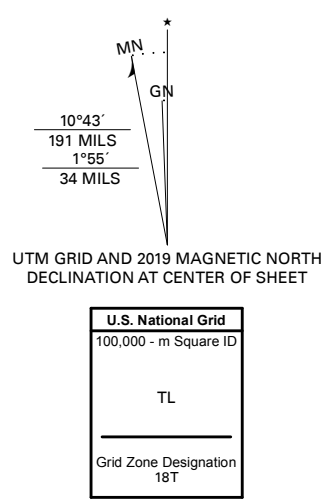 ★
MN
GN
10°43´
191 MILS
1°55´
34 MILS
UTM GRID AND 2019 MAGNETIC NORTH
DECLINATION AT CENTER OF SHEET
U.S. National Grid
100,000 - m Square ID
TL
Grid Zone Designation
18T